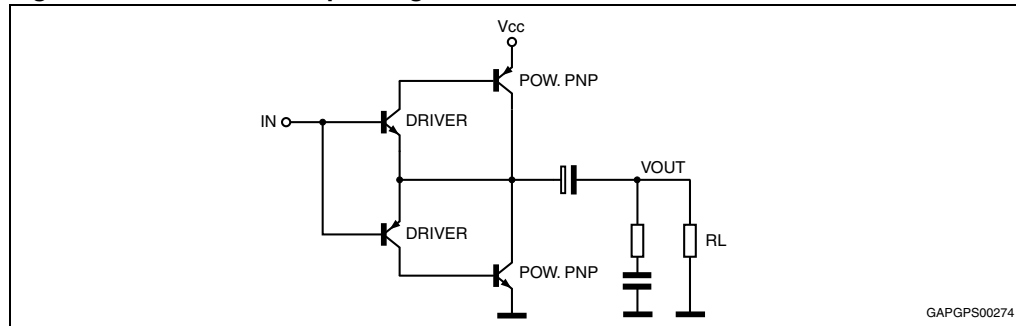 Vcc
POW. PNP
IN
DRIVER
VOUT
DRIVER
RL
POW. PNP
GAPGPS00274